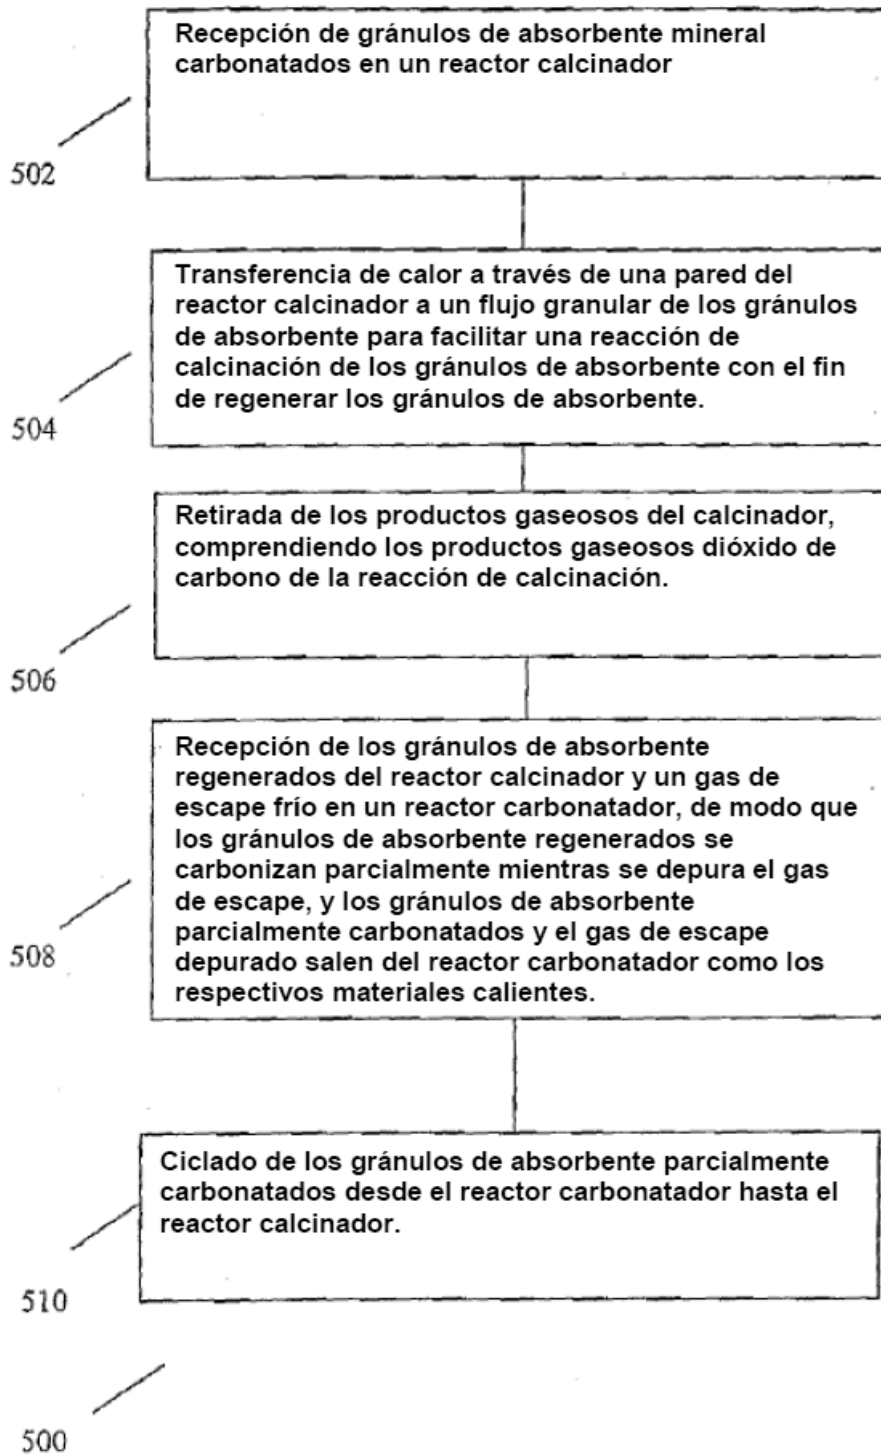 Recepción de gránulos de absorbente mineral
carbonatados en un reactor calcinador
502
Transferencia de calor a través de una pared del
reactor calcinador a un flujo granular de los gránulos
de absorbente para facilitar una reacción de
calcinación de los gránulos de absorbente con el fin
de regenerar los gránulos de absorbente.
504
Retirada de los productos gaseosos del calcinador,
comprendiendo los productos gaseosos dióxido de
carbono de la reacción de calcinación.
506
Recepción de los gránulos de absorbente
regenerados del reactor calcinador y un gas de
escape frío en un reactor carbonatador, de modo que
los gránulos de absorbente regenerados se
carbonizan parcialmente mientras se depura el gas
de escape, y los gránulos de absorbente
parcialmente carbonatados y el gas de escape
depurado salen del reactor carbonatador como los
respectivos materiales calientes.
508
Ciclado de los gránulos de absorbente parcialmente
carbonatados desde el reactor carbonatador hasta el
reactor calcinador.
510
500